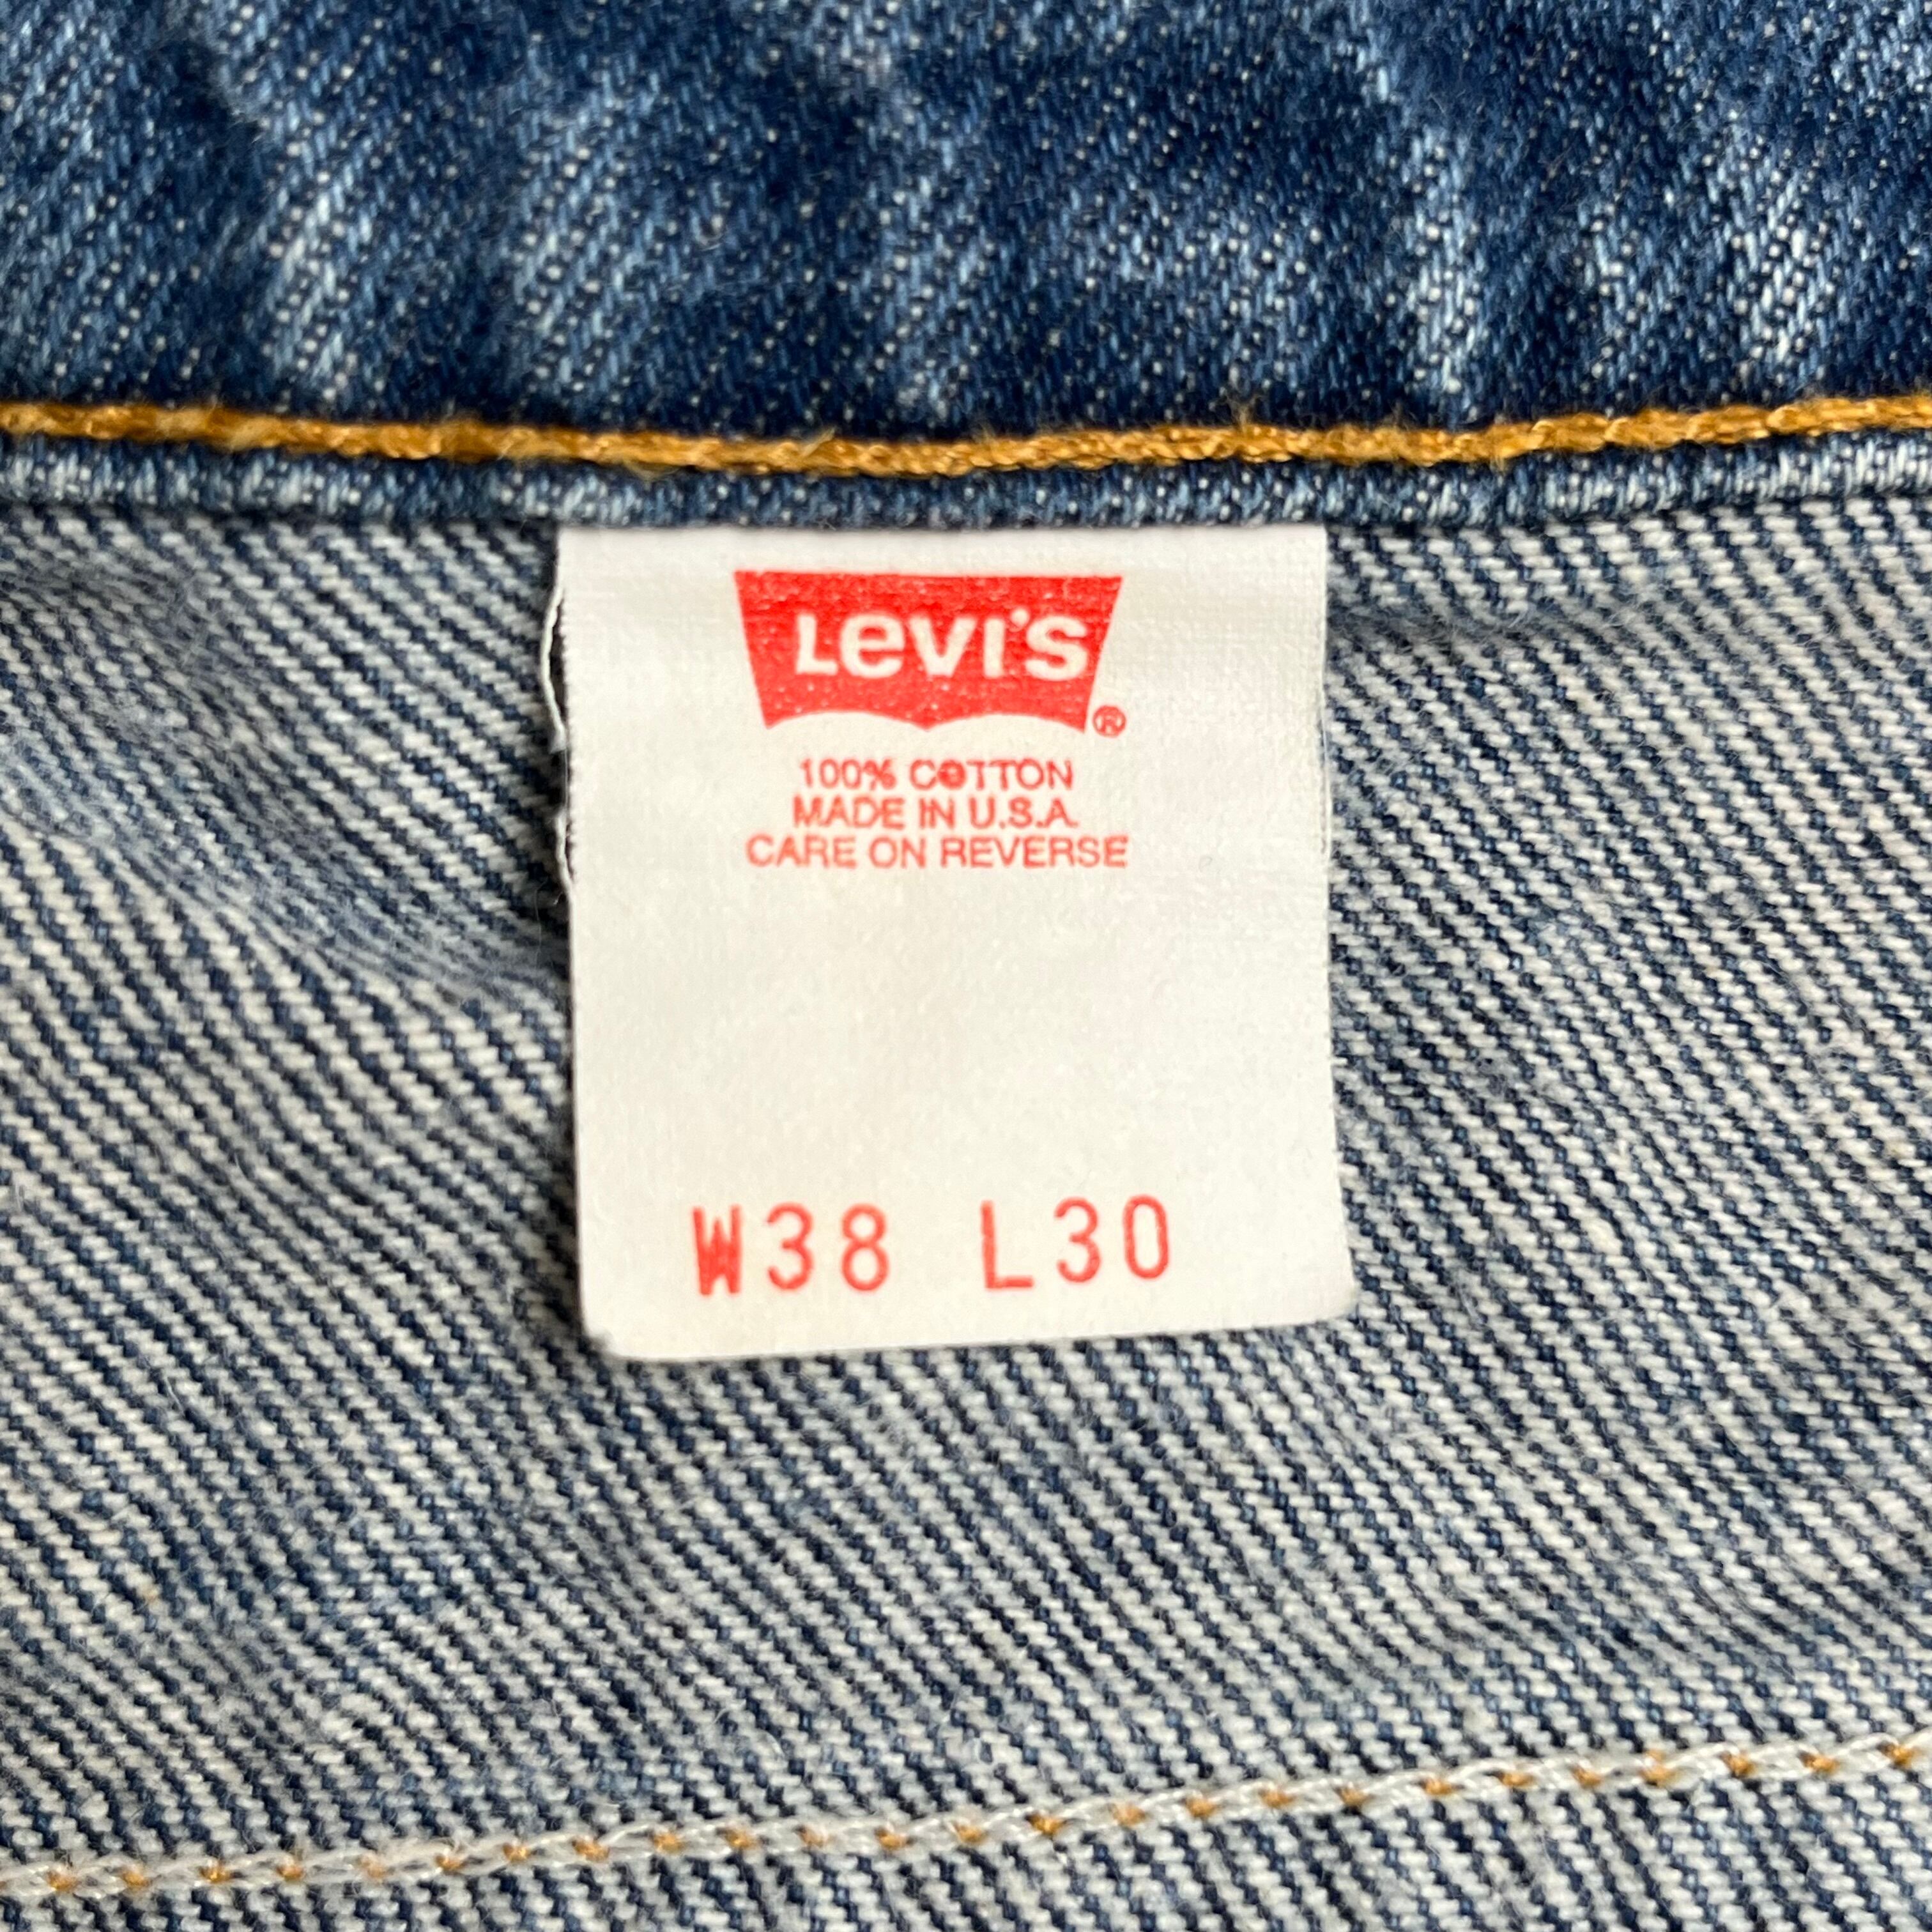 LEVI'S®
100% COTTON
MADE IN U.S.A.
CARE ON REVERSE
W38 L30